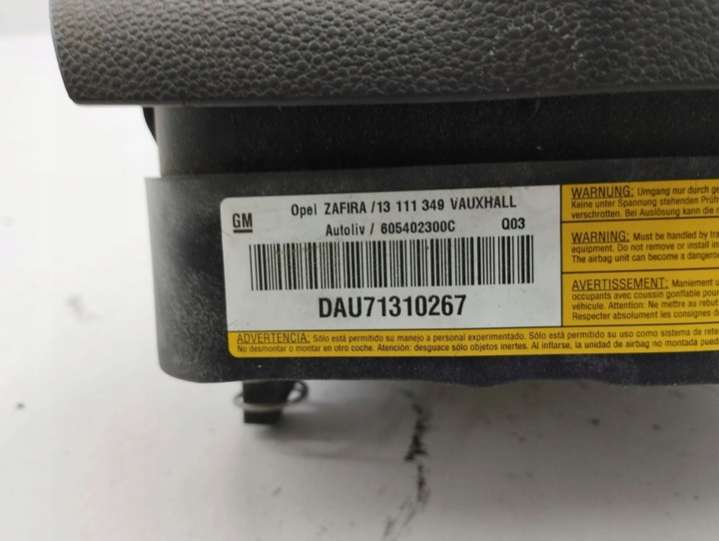 GM
Opel ZAFIRA /13 111 349 VAUXHALL
Autoliv / 605402300C Q03
DAU71310267
WARNUNG: Umgang nur durch
Keine unter Spannung stehenden
verschrotten. Bei Auslösung kann die
WARNING: Must be handled by
equipment. Do not remove or install in
The airbag unit can become a
AVERTISSEMENT: Maniement
occupants avec coussin gonflable
véhicule. Attention: Ne mettre au
Respecter absolument les consignes
ADVERTENCIA: Sólo está permitido su manejo a personal experimentado. Sólo está permitido su uso como sistema de
No desmontar o montar en otro coche. Atención: desguace sólo objetos inertes. Al inflarse, la unidad de airbag no montada